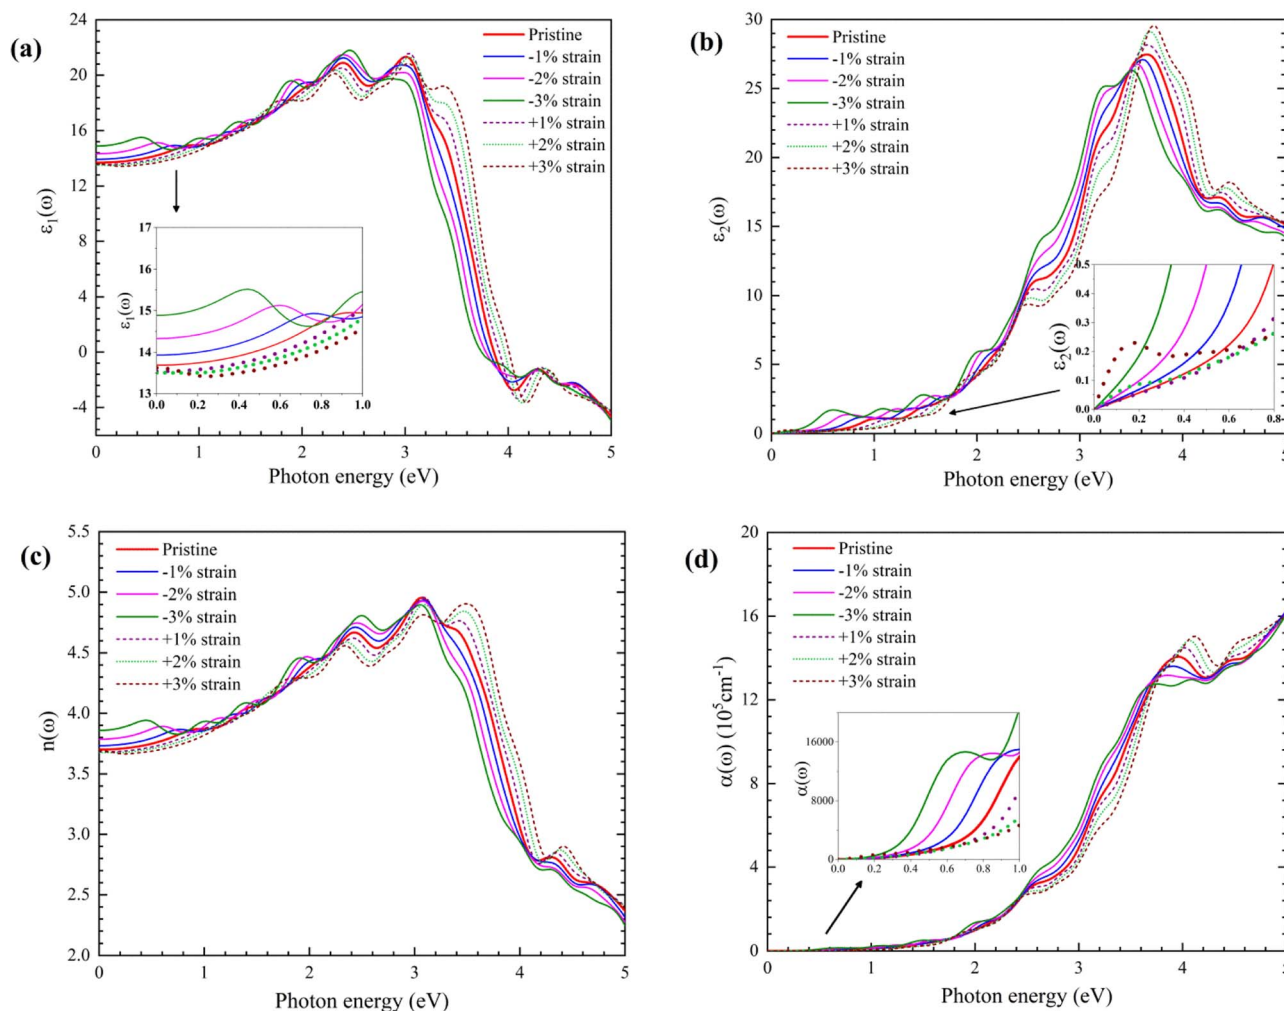 (a)
24
20
16
12
8
4
0
-4
ε₁(ω)
0
1
2
3
4
5
Photon energy (eV)
Pristine
-1% strain
-2% strain
-3% strain
+1% strain
+2% strain
+3% strain
17
16
15
14
13
ε₁(ω)
0.0
0.2
0.4
0.6
0.8
1.0
(b)
30
25
20
15
10
5
0
ε₂(ω)
0
1
2
3
4
5
Photon energy (eV)
Pristine
-1% strain
-2% strain
-3% strain
+1% strain
+2% strain
+3% strain
0.5
0.4
0.3
0.2
0.1
0.0
ε₂(ω)
0.0
0.2
0.4
0.6
0.8
(c)
5.5
5.0
4.5
4.0
3.5
3.0
2.5
2.0
n(ω)
0
1
2
3
4
5
Photon energy (eV)
Pristine
-1% strain
-2% strain
-3% strain
+1% strain
+2% strain
+3% strain
(d)
20
16
12
8
4
0
α(ω) (10⁵cm⁻¹)
0
1
2
3
4
5
Photon energy (eV)
Pristine
-1% strain
-2% strain
-3% strain
+1% strain
+2% strain
+3% strain
16000
8000
0
α(ω)
0.0
0.2
0.4
0.6
0.8
1.0